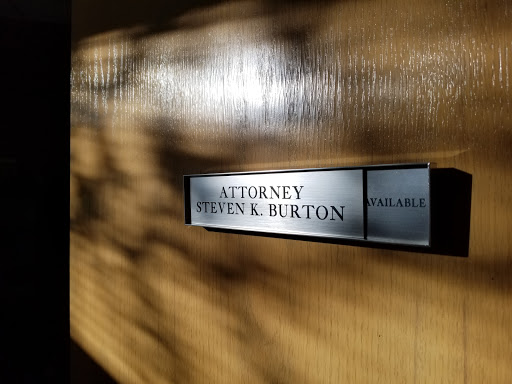 ATTORNEY
STEVEN K. BURTON
AVAILABLE